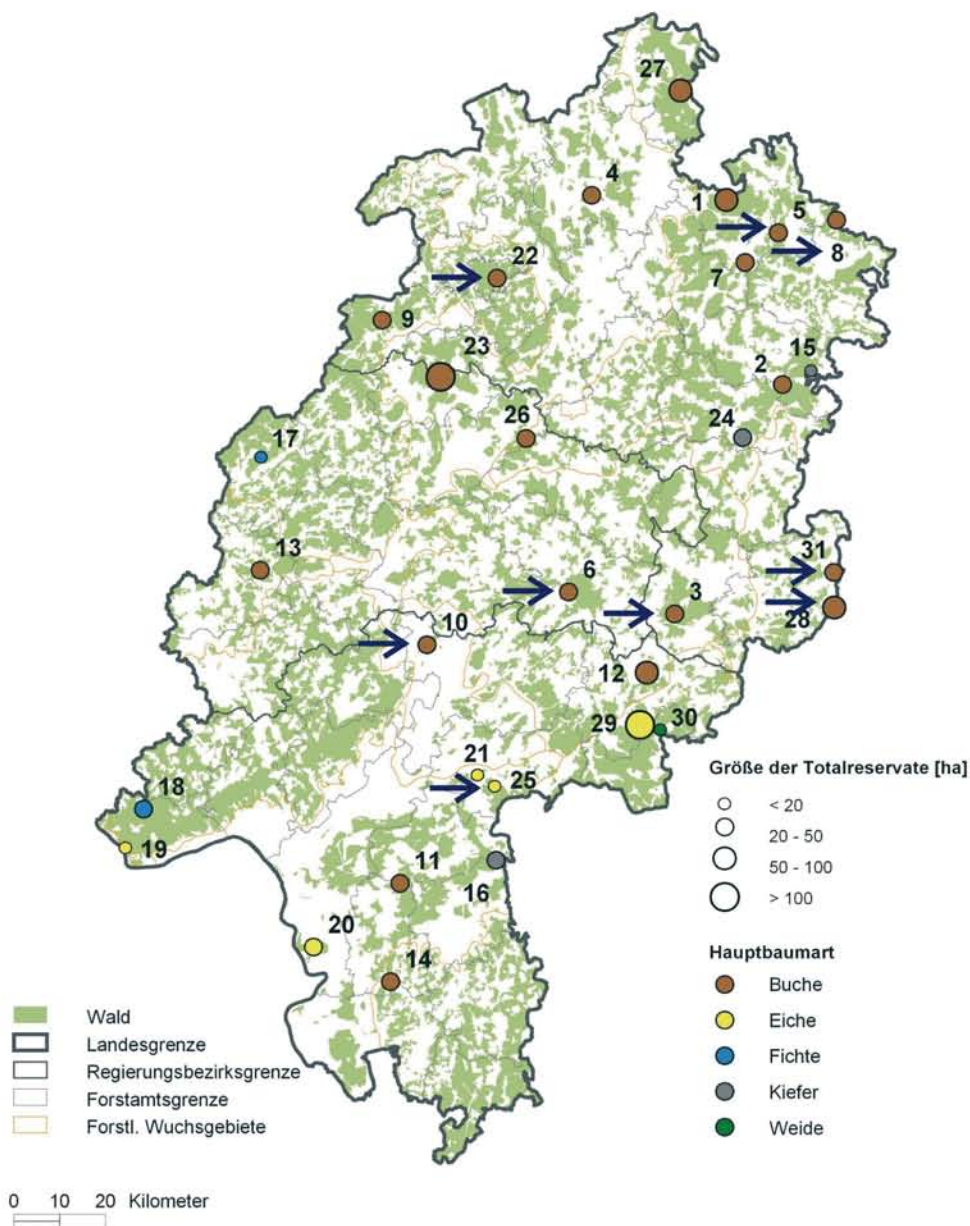 27
4
1
5
8
7
22
9
23
15
2
26
24
17
13
31
6
3
28
10
12
29
30
21
25
18
19
11
16
20
14
Größe der Totalreservate [ha]
< 20
20 - 50
50 - 100
> 100
Hauptbaumart
Buche
Eiche
Fichte
Kiefer
Weide
Wald
Landesgrenze
Regierungsbezirksgrenze
Forstamtsgrenze
Forstl. Wuchsgebiete
0 10 20 Kilometer